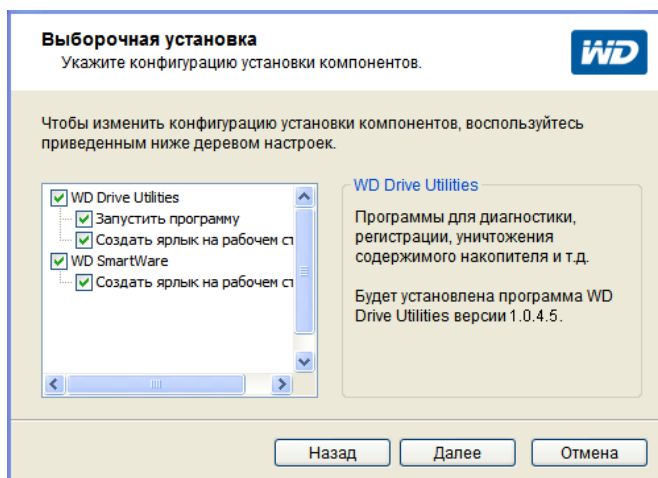 Выборочная установка
Укажите конфигурацию установки компонентов.
WD
Чтобы изменить конфигурацию установки компонентов, воспользуйтесь
приведенным ниже деревом настроек.
WD Drive Utilities
Запустить программу
Создать ярлык на рабочем ст
WD SmartWare
Создать ярлык на рабочем ст
WD Drive Utilities
Программы для диагностики,
регистрации, уничтожения
содержимого накопителя и т.д.
Будет установлена программа WD
Drive Utilities версии 1.0.4.5.
Назад
Далее
Отмена